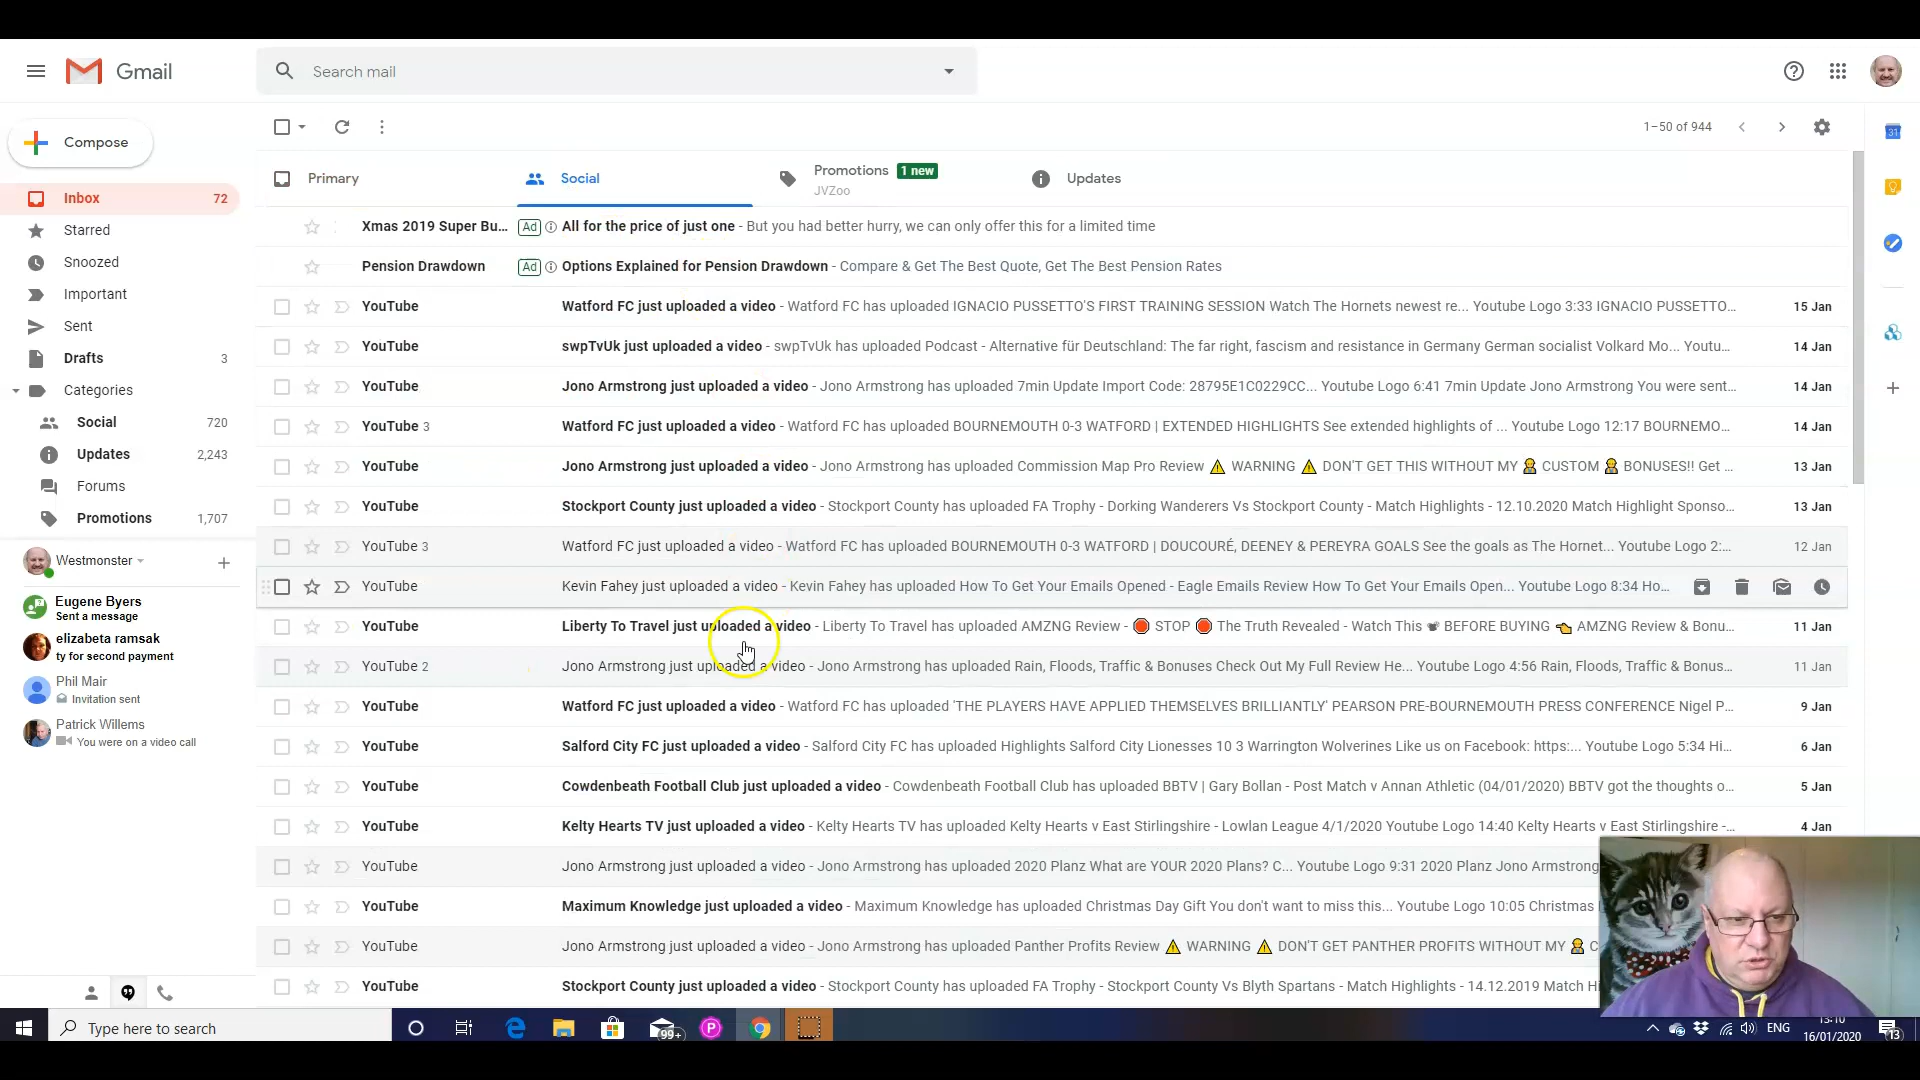 Gmail
Search mail
Compose
1–50 of 944
Primary
Social
Promotions 1 new
JVZoo
Updates
Inbox 72
Starred
Snoozed
Important
Sent
Drafts 3
Categories
Social 720
Updates 2,243
Forums
Promotions 1,707
Westmonster
Eugene Byers
Sent a message
elizabeta ramsak
ty for second payment
Phil Mair
Invitation sent
Patrick Willems
You were on a video call
Xmas 2019 Super Bu... Ad All for the price of just one - But you had better hurry, we can only offer this for a limited time
Pension Drawdown Ad Options Explained for Pension Drawdown - Compare & Get The Best Quote, Get The Best Pension Rates
YouTube Watford FC just uploaded a video - Watford FC has uploaded IGNACIO PUSSETTO'S FIRST TRAINING SESSION Watch The Hornets newest re... Youtube Logo 3:33 IGNACIO PUSSETTO... 15 Jan
YouTube swpTvUk just uploaded a video - swpTvUk has uploaded Podcast - Alternative für Deutschland: The far right, fascism and resistance in Germany German socialist Volkard Mo... Youtu... 14 Jan
YouTube Jono Armstrong just uploaded a video - Jono Armstrong has uploaded 7min Update Import Code: 28795E1C0229CC... Youtube Logo 6:41 7min Update Jono Armstrong You were sent... 14 Jan
YouTube 3 Watford FC just uploaded a video - Watford FC has uploaded BOURNEMOUTH 0-3 WATFORD | EXTENDED HIGHLIGHTS See extended highlights of ... Youtube Logo 12:17 BOURNEMO... 14 Jan
YouTube Jono Armstrong just uploaded a video - Jono Armstrong has uploaded Commission Map Pro Review ⚠ WARNING ⚠ DON'T GET THIS WITHOUT MY CUSTOM BONUSES!! Get ... 13 Jan
YouTube Stockport County just uploaded a video - Stockport County has uploaded FA Trophy - Dorking Wanderers Vs Stockport County - Match Highlights - 12.10.2020 Match Highlight Sponso... 13 Jan
YouTube 3 Watford FC just uploaded a video - Watford FC has uploaded BOURNEMOUTH 0-3 WATFORD | DOUCOURÉ, DEENEY & PEREYRA GOALS See the goals as The Hornet... Youtube Logo 2:... 12 Jan
YouTube Kevin Fahey just uploaded a video - Kevin Fahey has uploaded How To Get Your Emails Opened - Eagle Emails Review How To Get Your Emails Open... Youtube Logo 8:34 Ho...
YouTube Liberty To Travel just uploaded a video - Liberty To Travel has uploaded AMZNG Review - 🛑 STOP 🛑 The Truth Revealed - Watch This BEFORE BUYING 👈 AMZNG Review & Bonu... 11 Jan
YouTube 2 Jono Armstrong just uploaded a video - Jono Armstrong has uploaded Rain, Floods, Traffic & Bonuses Check Out My Full Review He... Youtube Logo 4:56 Rain, Floods, Traffic & Bonus... 11 Jan
YouTube Watford FC just uploaded a video - Watford FC has uploaded 'THE PLAYERS HAVE APPLIED THEMSELVES BRILLIANTLY' PEARSON PRE-BOURNEMOUTH PRESS CONFERENCE Nigel P... 9 Jan
YouTube Salford City FC just uploaded a video - Salford City FC has uploaded Highlights Salford City Lionesses 10 3 Warrington Wolverines Like us on Facebook: https:... Youtube Logo 5:34 Hi... 6 Jan
YouTube Cowdenbeath Football Club just uploaded a video - Cowdenbeath Football Club has uploaded BBTV | Gary Bollan - Post Match v Annan Athletic (04/01/2020) BBTV got the thoughts o... 5 Jan
YouTube Kelty Hearts TV just uploaded a video - Kelty Hearts TV has uploaded Kelty Hearts v East Stirlingshire - Lowlan League 4/1/2020 Youtube Logo 14:40 Kelty Hearts v East Stirlingshire -... 4 Jan
YouTube Jono Armstrong just uploaded a video - Jono Armstrong has uploaded 2020 Planz What are YOUR 2020 Plans? C... Youtube Logo 9:31 2020 Planz Jono Armstrong
YouTube Maximum Knowledge just uploaded a video - Maximum Knowledge has uploaded Christmas Day Gift You don't want to miss this... Youtube Logo 10:05 Christmas
YouTube Jono Armstrong just uploaded a video - Jono Armstrong has uploaded Panther Profits Review ⚠ WARNING ⚠ DON'T GET PANTHER PROFITS WITHOUT MY
YouTube Stockport County just uploaded a video - Stockport County has uploaded FA Trophy - Stockport County Vs Blyth Spartans - Match Highlights - 14.12.2019 Match
Type here to search
99+
ENG
13:10
16/01/2020
13
31